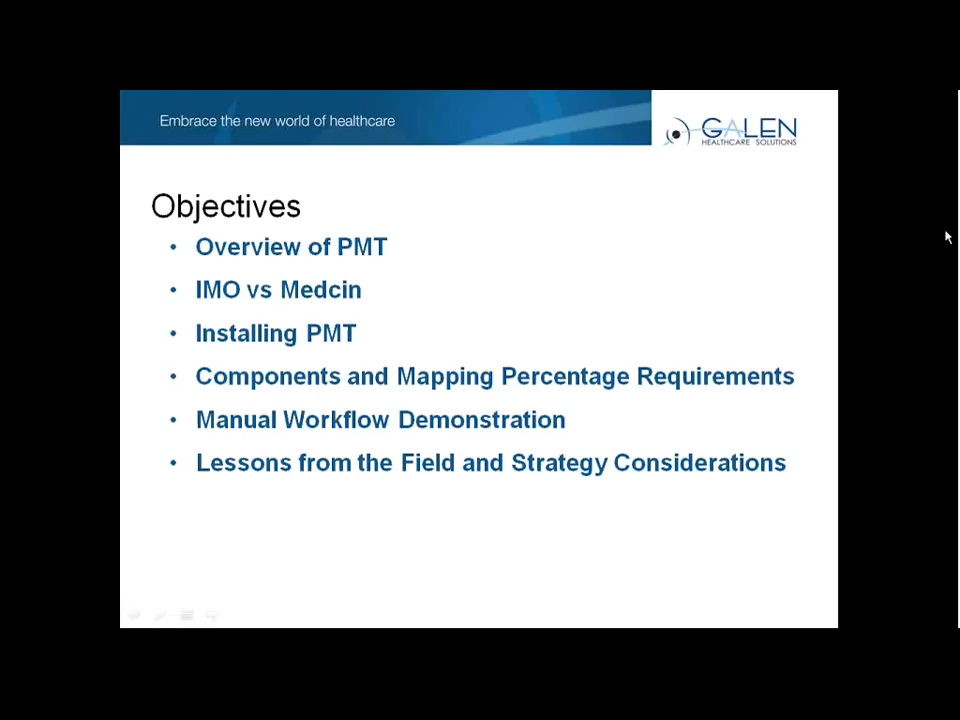 Embrace the new world of healthcare
GALEN
HEALTHCARE SOLUTIONS
Objectives
• Overview of PMT
• IMO vs Medcin
• Installing PMT
• Components and Mapping Percentage Requirements
• Manual Workflow Demonstration
• Lessons from the Field and Strategy Considerations